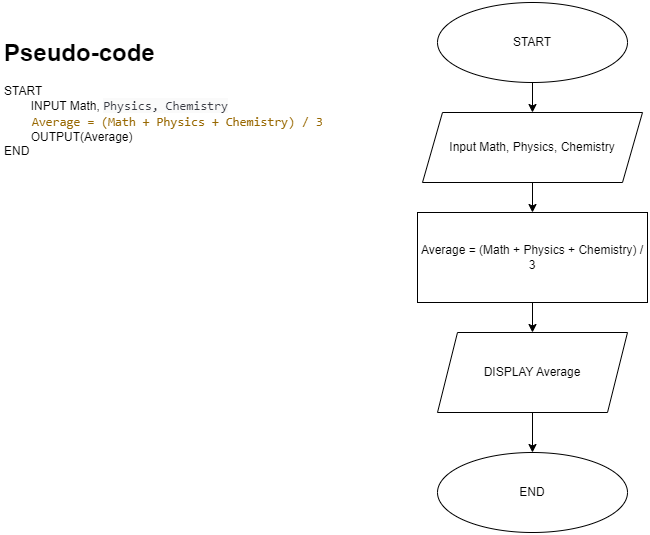 Pseudo-code
START
INPUT Math, Physics, Chemistry
Average = (Math + Physics + Chemistry) / 3
OUTPUT(Average)
END
START
Input Math, Physics, Chemistry
Average = (Math + Physics + Chemistry) /
3
DISPLAY Average
END